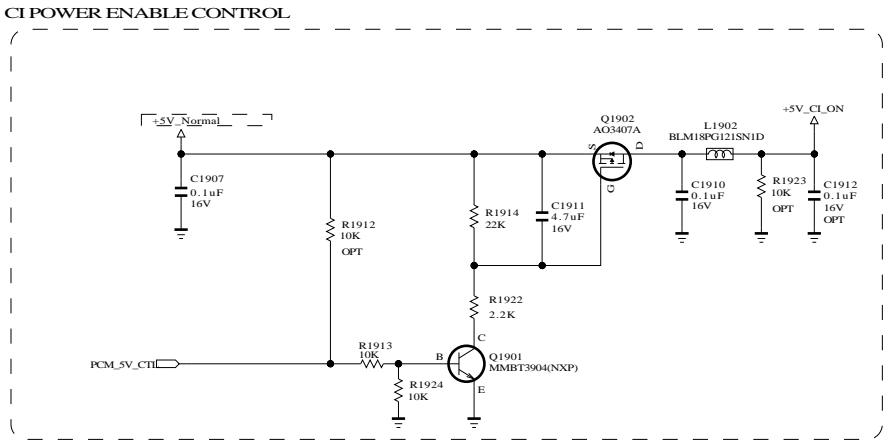 CI POWER ENABLE CONTROL
+5V_Normal
C1907
0.1uF
16V
R1912
10K
OPT
R1914
22K
C1911
4.7uF
16V
Q1902
AO3407A
S
D
G
L1902
BLM18PG121SN1D
+5V_CI_ON
C1910
0.1uF
16V
R1923
10K
OPT
C1912
0.1uF
16V
OPT
R1922
2.2K
PCM_5V_CTL
R1913
10K
R1924
10K
B
C
E
Q1901
MMBT3904(NXP)